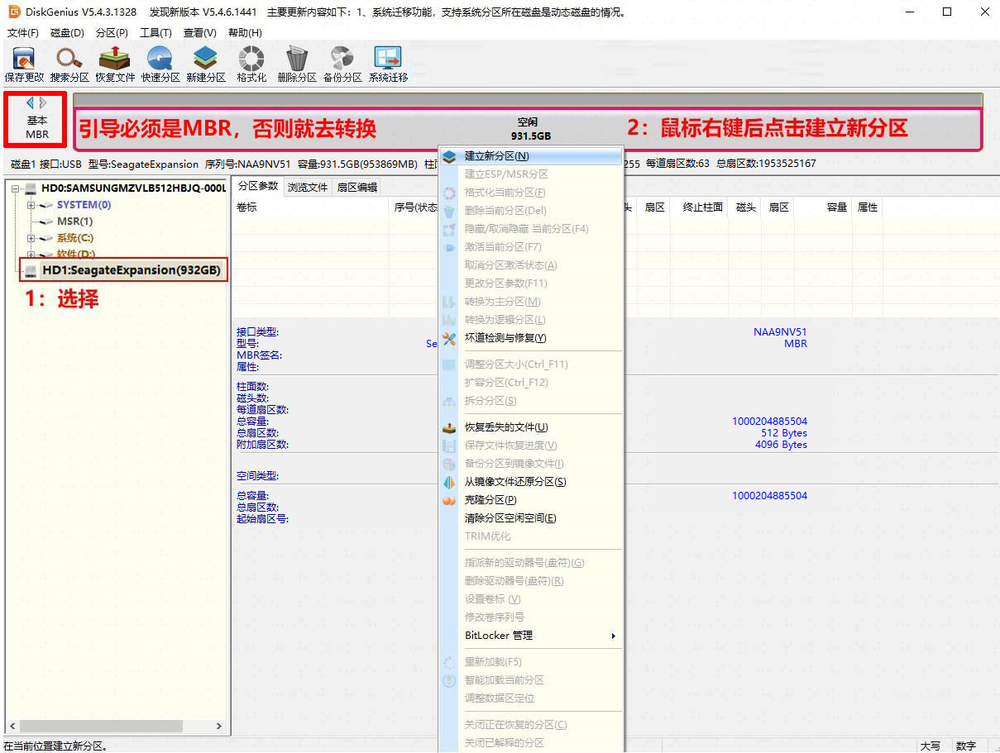 DiskGenius V5.4.3.1328 发现新版本 V5.4.6.1441 主要更新内容如下：1、系统迁移功能，支持系统分区所在磁盘是动态磁盘的情况。
文件(F) 磁盘(D) 分区(P) 工具(T) 查看(V) 帮助(H)
保存更改 搜索分区 恢复文件 快速分区 新建分区 格式化 删除分区 备份分区 系统迁移
基本
MBR
引导必须是MBR，否则就去转换
空闲
931.5GB
2：鼠标右键后点击建立新分区
磁盘1 接口:USB 型号:SeagateExpansion 序列号:NAA9NV51 容量:931.5GB(953869MB) 柱 255 每道扇区数:63 总扇区数:1953525167
HD0:SAMSUNGMZVLB512HBJQ-000L
SYSTEM(0)
MSR(1)
系统(C:)
软件(D:)
HD1:SeagateExpansion(932GB)
1：选择
分区参数 浏览文件 扇区编辑
卷标 序号(状态 头 扇区 终止柱面 磁头 扇区 容量 属性
建立新分区(N)
建立ESP/MSR分区
格式化当前分区(F)
删除当前分区(Del)
隐藏/取消隐藏 当前分区(F4)
激活当前分区(F7)
取消分区激活状态(A)
更改分区参数(F11)
转换为主分区(M)
转换为逻辑分区(L)
坏道检测与修复(Y)
调整分区大小(Ctrl_F11)
扩容分区(Ctrl_F12)
拆分分区(S)
恢复丢失的文件(U)
保存文件恢复进度(V)
备份分区到镜像文件(I)
从镜像文件还原分区(S)
克隆分区(P)
清除分区空闲空间(E)
TRIM优化
指派新的驱动器号(盘符)(G)
删除驱动器号(盘符)(R)
设置卷标 (V)
修改卷序列号
BitLocker 管理
重新加载(F5)
智能加载当前分区
调整数据区定位
关闭正在恢复的分区(C)
关闭已解释的分区
接口类型: NAA9NV51
型号: Se MBR
MBR签名:
属性:
柱面数:
磁头数:
每道扇区数:
总容量: 1000204885504
总扇区数: 512 Bytes
附加扇区数: 4096 Bytes
空间类型:
总容量: 1000204885504
总扇区数:
起始扇区号:
在当前位置建立新分区。 大写 数字